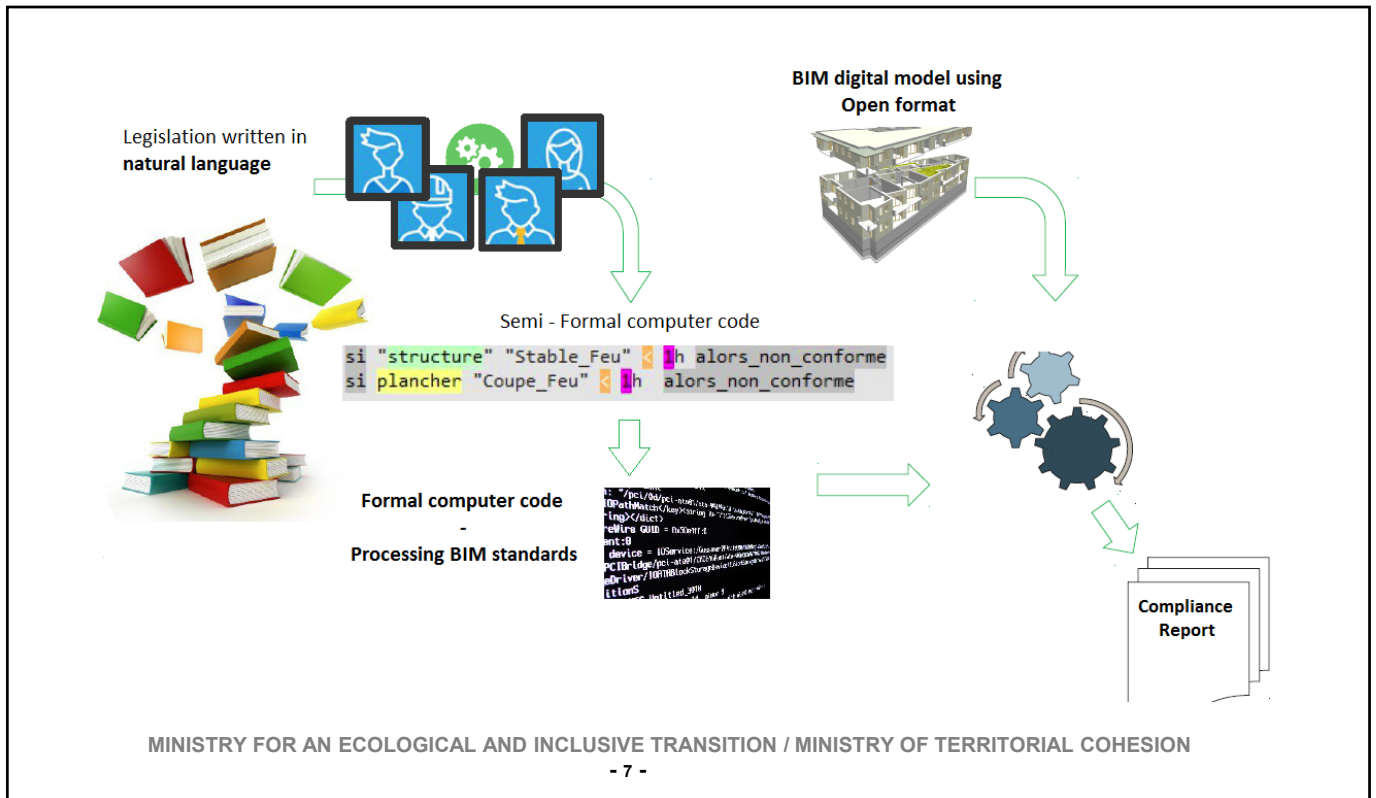 BIM digital model using
Open format
Legislation written in
natural language
Semi - Formal computer code
si "structure" "Stable_Feu" < 1h alors_non_conforme
si plancher "Coupe_Feu" < 1h alors_non_conforme
Formal computer code
-
Processing BIM standards
device = IOService:/
Compliance
Report
MINISTRY FOR AN ECOLOGICAL AND INCLUSIVE TRANSITION / MINISTRY OF TERRITORIAL COHESION
- 7 -